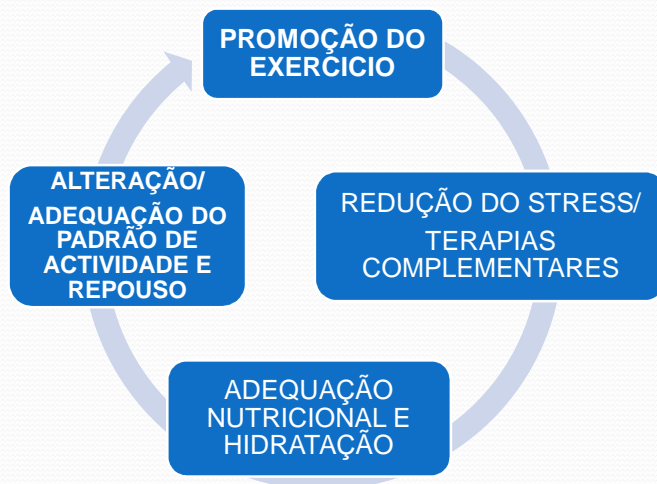 PROMOÇÃO DO
EXERCICIO
REDUÇÃO DO STRESS/
TERAPIAS
COMPLEMENTARES
ADEQUAÇÃO
NUTRICIONAL E
HIDRATAÇÃO
ALTERAÇÃO/
ADEQUAÇÃO DO
PADRÃO DE
ACTIVIDADE E
REPOUSO